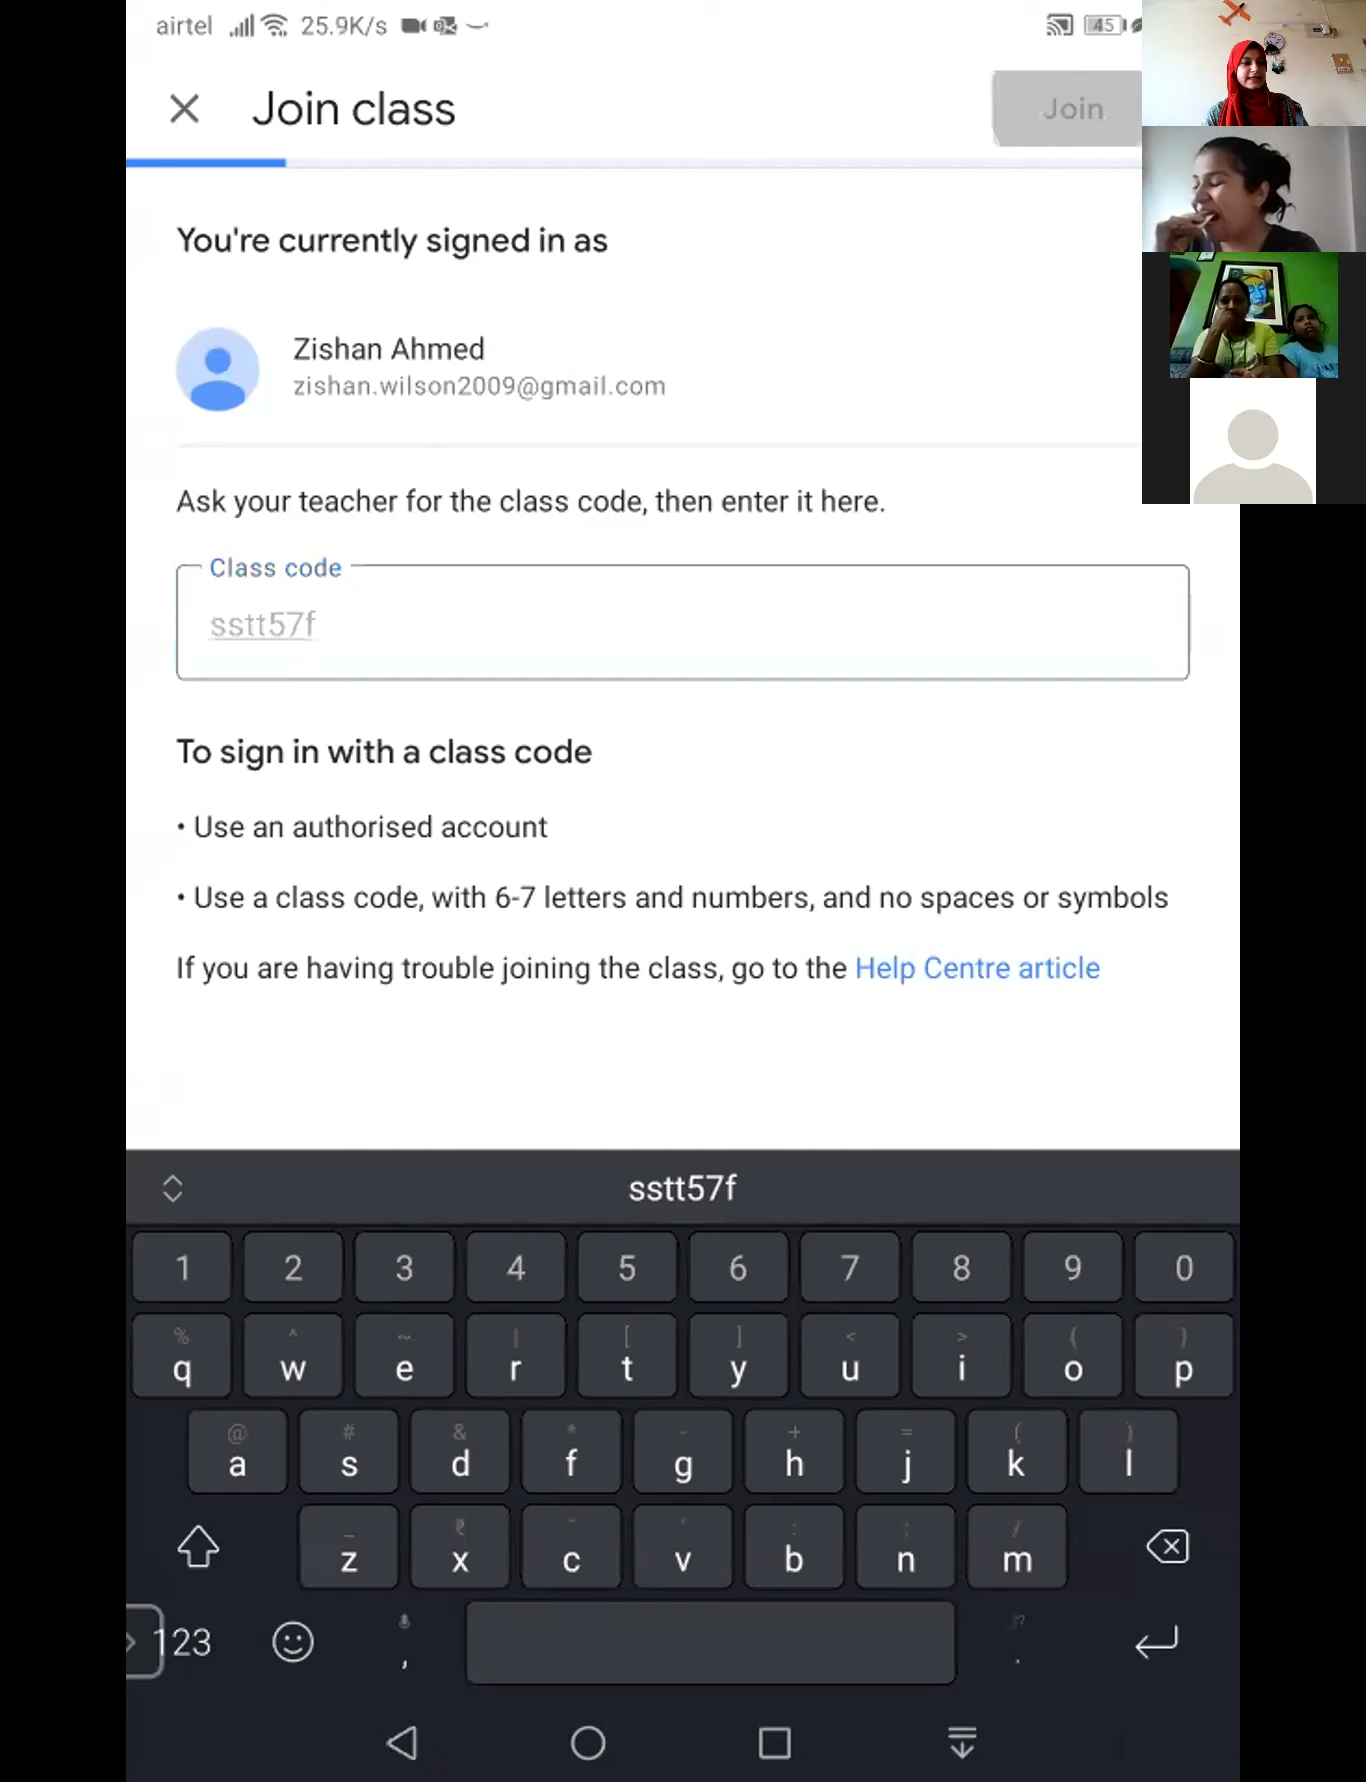 airtel 25.9K/s 45
Join class
Join
You're currently signed in as
Zishan Ahmed
zishan.wilson2009@gmail.com
Ask your teacher for the class code, then enter it here.
Class code
sstt57f
To sign in with a class code
• Use an authorised account
• Use a class code, with 6-7 letters and numbers, and no spaces or symbols
If you are having trouble joining the class, go to the Help Centre article
sstt57f
1 2 3 4 5 6 7 8 9 0
% ^ ~ | [ ] < > { }
q w e r t y u i o p
@ # & * - + = ( )
a s d f g h j k l
_ ₹
z x c v b n m
123 , .